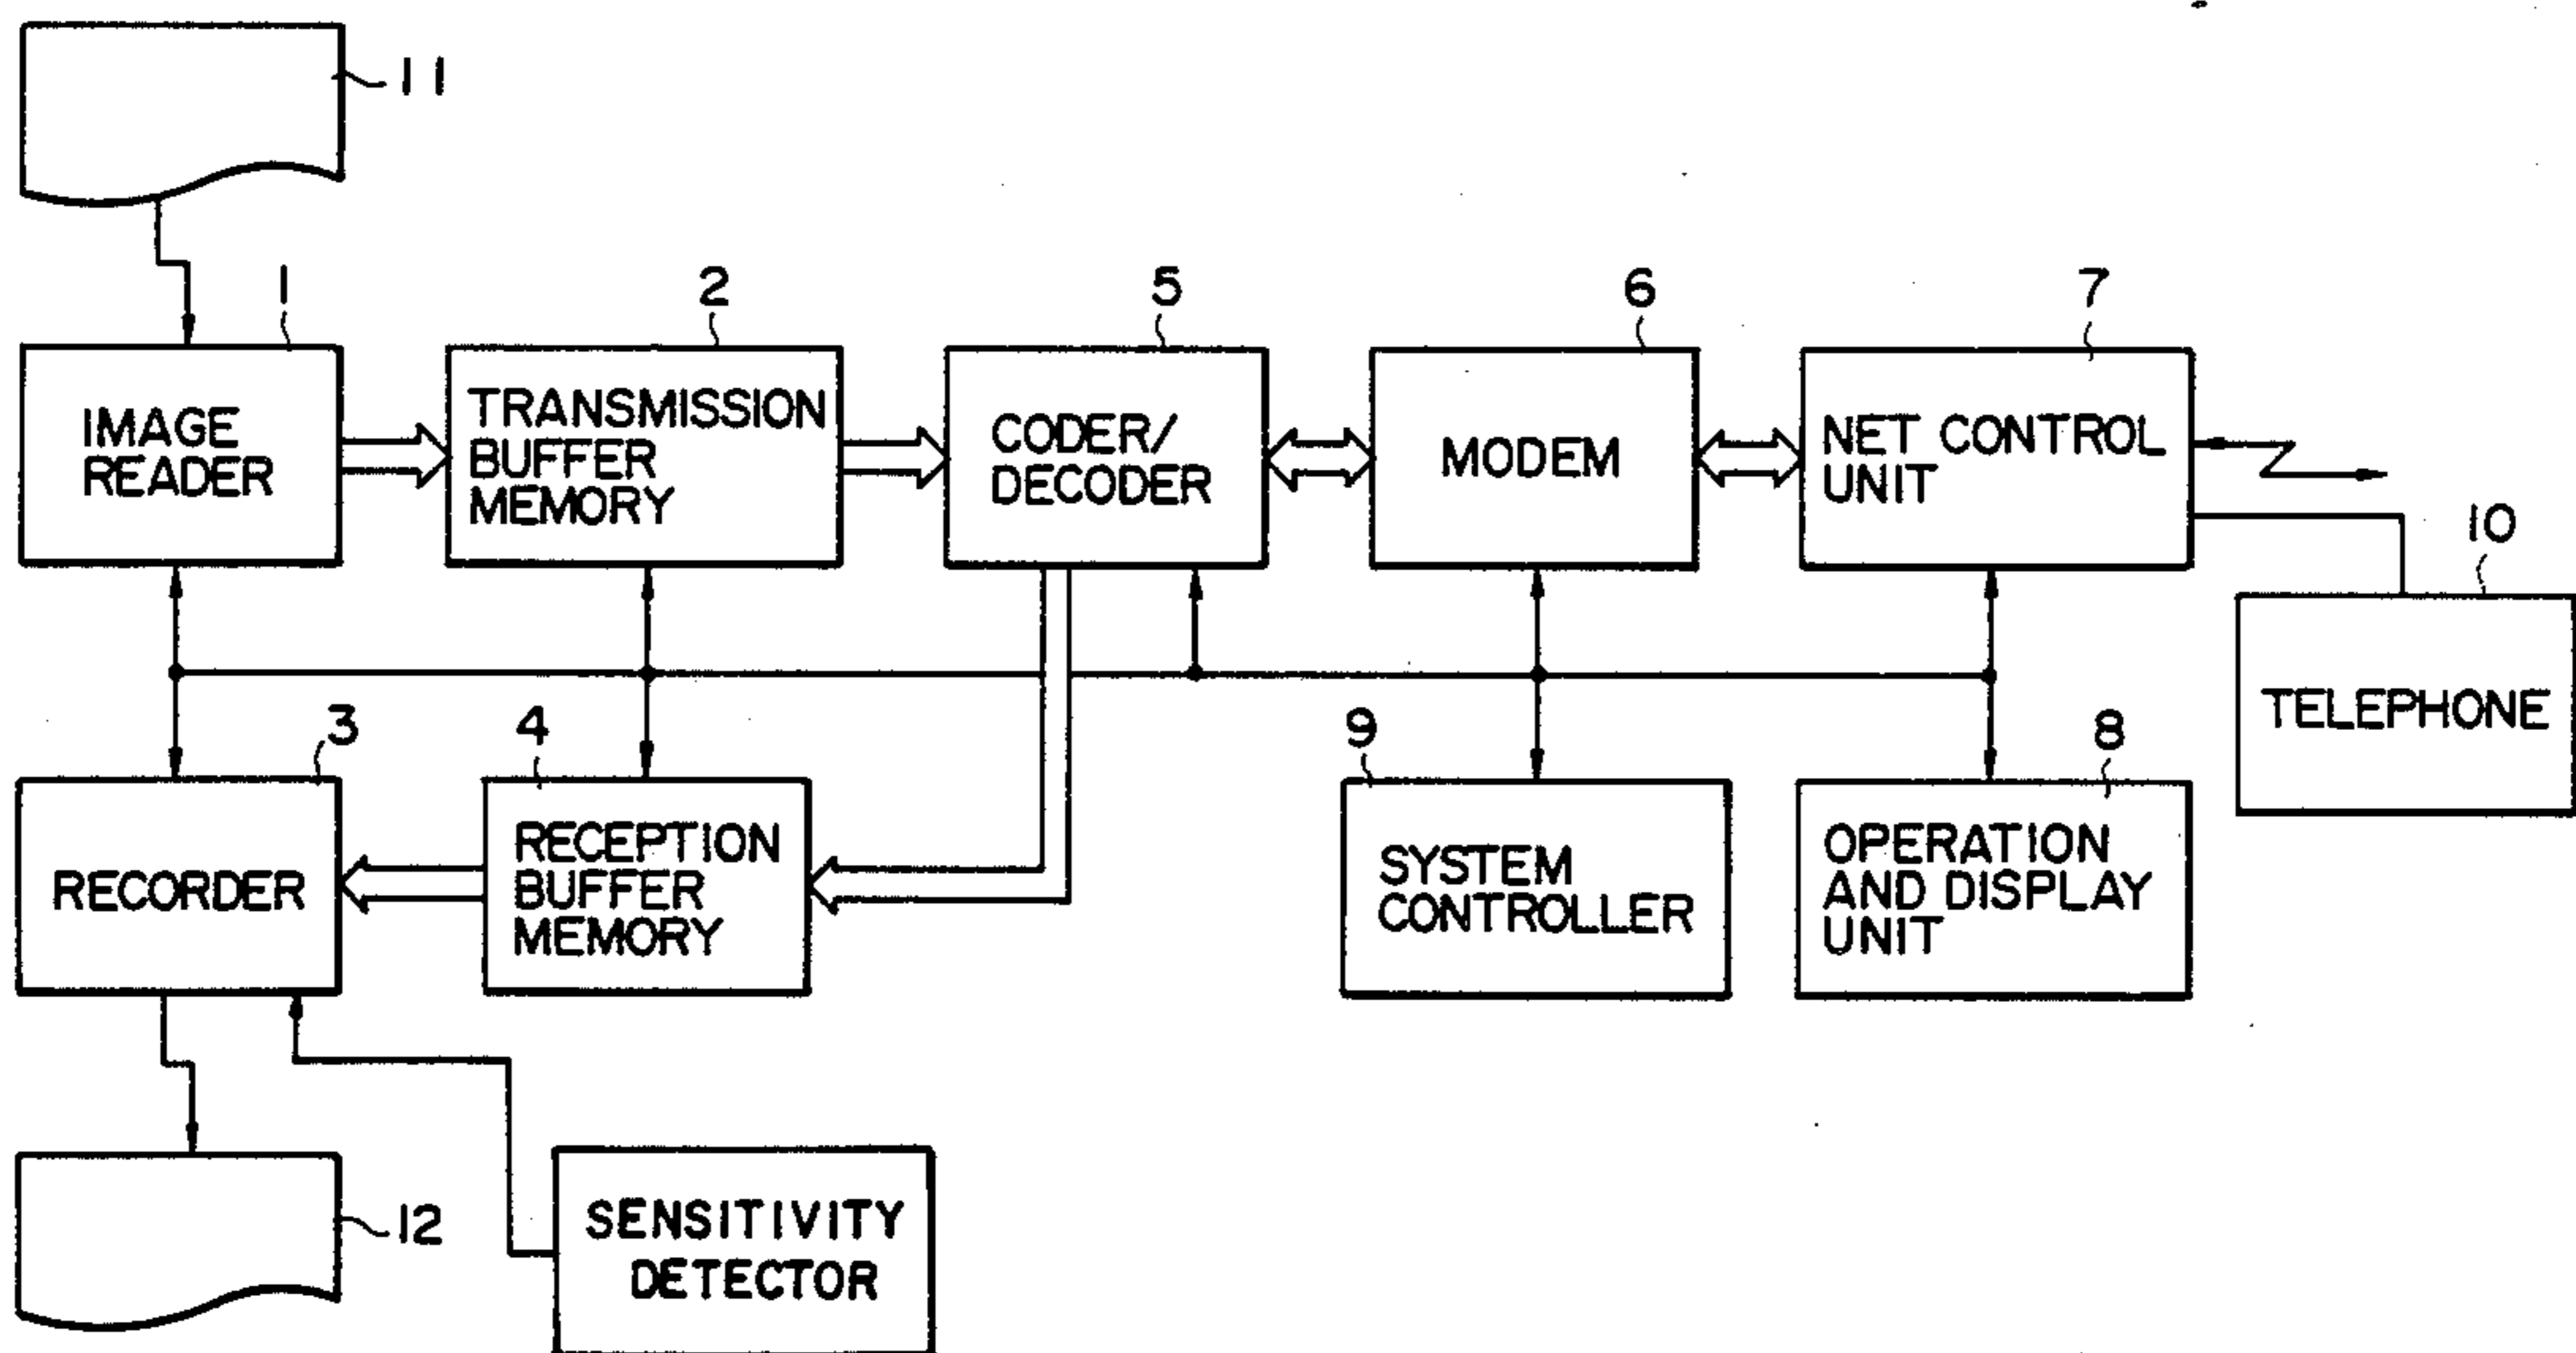 11
1
2
5
6
7
IMAGE
READER
TRANSMISSION
BUFFER
MEMORY
CODER/
DECODER
MODEM
NET CONTROL
UNIT
10
TELEPHONE
3
4
9
8
RECORDER
RECEPTION
BUFFER
MEMORY
SYSTEM
CONTROLLER
OPERATION
AND DISPLAY
UNIT
12
SENSITIVITY
DETECTOR